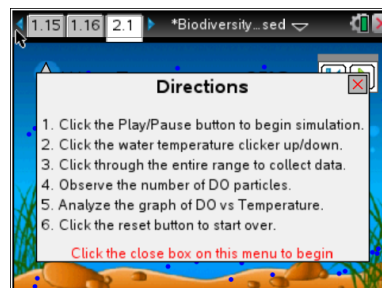 1.15 1.16 2.1 *Biodiversity…sed
Directions
1. Click the Play/Pause button to begin simulation.
2. Click the water temperature clicker up/down.
3. Click through the entire range to collect data.
4. Observe the number of DO particles.
5. Analyze the graph of DO vs Temperature.
6. Click the reset button to start over.
Click the close box on this menu to begin